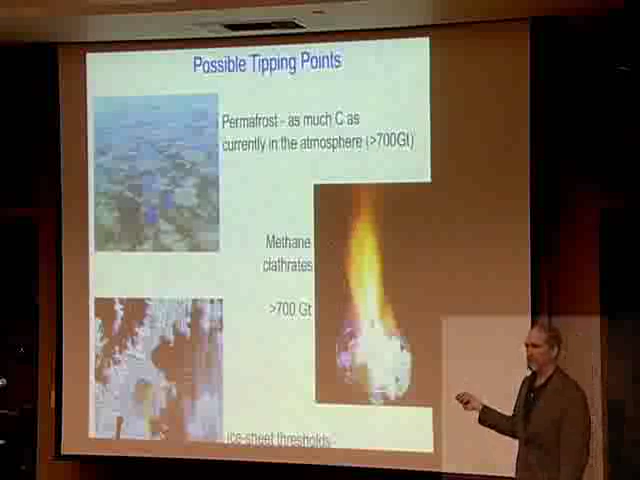 Possible Tipping Points
Permafrost - as much C as
currently in the atmosphere (>700Gt)
Methane
clathrates
>700 Gt
Ice-sheet thresholds